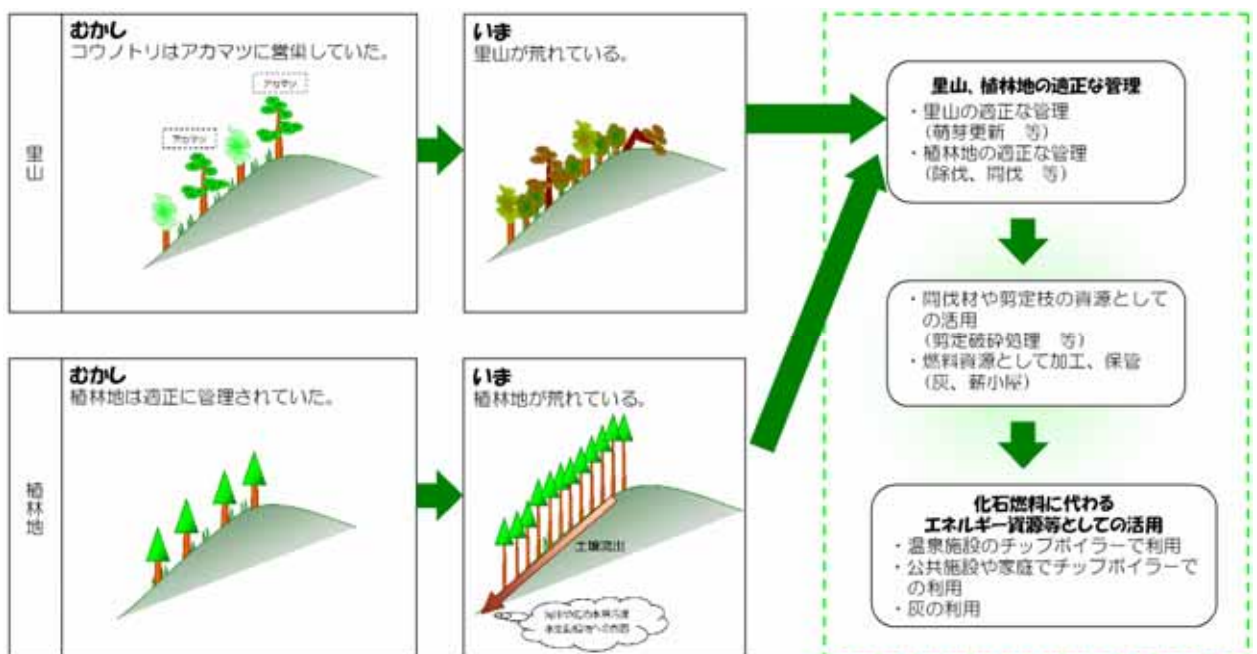 里山
むかし
コウノトリはアカマツに営巣していた。
アカマツ
アカマツ
いま
里山が荒れている。
植林地
むかし
植林地は適正に管理されていた。
いま
植林地が荒れている。
土壌流出
里山、植林地の適正な管理
・里山の適正な管理
(萌芽更新 等)
・植林地の適正な管理
(除伐、間伐 等)
・間伐材や剪定枝の資源として
の活用
(剪定破砕処理 等)
・燃料資源として加工、保管
(灰、薪小屋)
化石燃料に代わる
エネルギー資源等としての活用
・温泉施設のチップボイラーで利用
・公共施設や家庭でチップボイラーで
の利用
・灰の利用